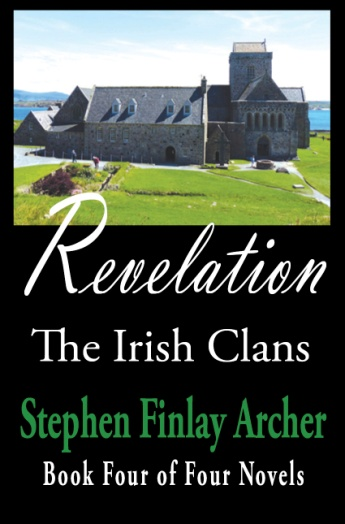 Revelation
The Irish Clans
Stephen Finlay Archer
Book Four of Four Novels